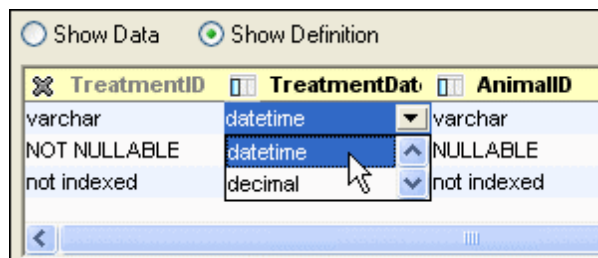 Show Data Show Definition
TreatmentID TreatmentDat AnimalID
varchar datetime varchar
NOT NULLABLE datetime NULLABLE
not indexed decimal not indexed